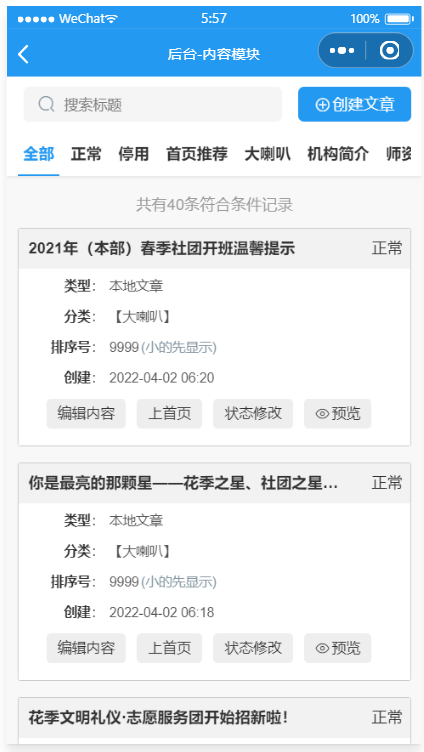 WeChat 5:57 100%
后台-内容模块
搜索标题 创建文章
全部 正常 停用 首页推荐 大喇叭 机构简介 师资
共有40条符合条件记录
2021年（本部）春季社团开班温馨提示 正常
类型： 本地文章
分类： 【大喇叭】
排序号： 9999 (小的先显示)
创建： 2022-04-02 06:20
编辑内容 上首页 状态修改 预览
你是最亮的那颗星——花季之星、社团之星... 正常
类型： 本地文章
分类： 【大喇叭】
排序号： 9999 (小的先显示)
创建： 2022-04-02 06:18
编辑内容 上首页 状态修改 预览
花季文明礼仪·志愿服务团开始招新啦！ 正常